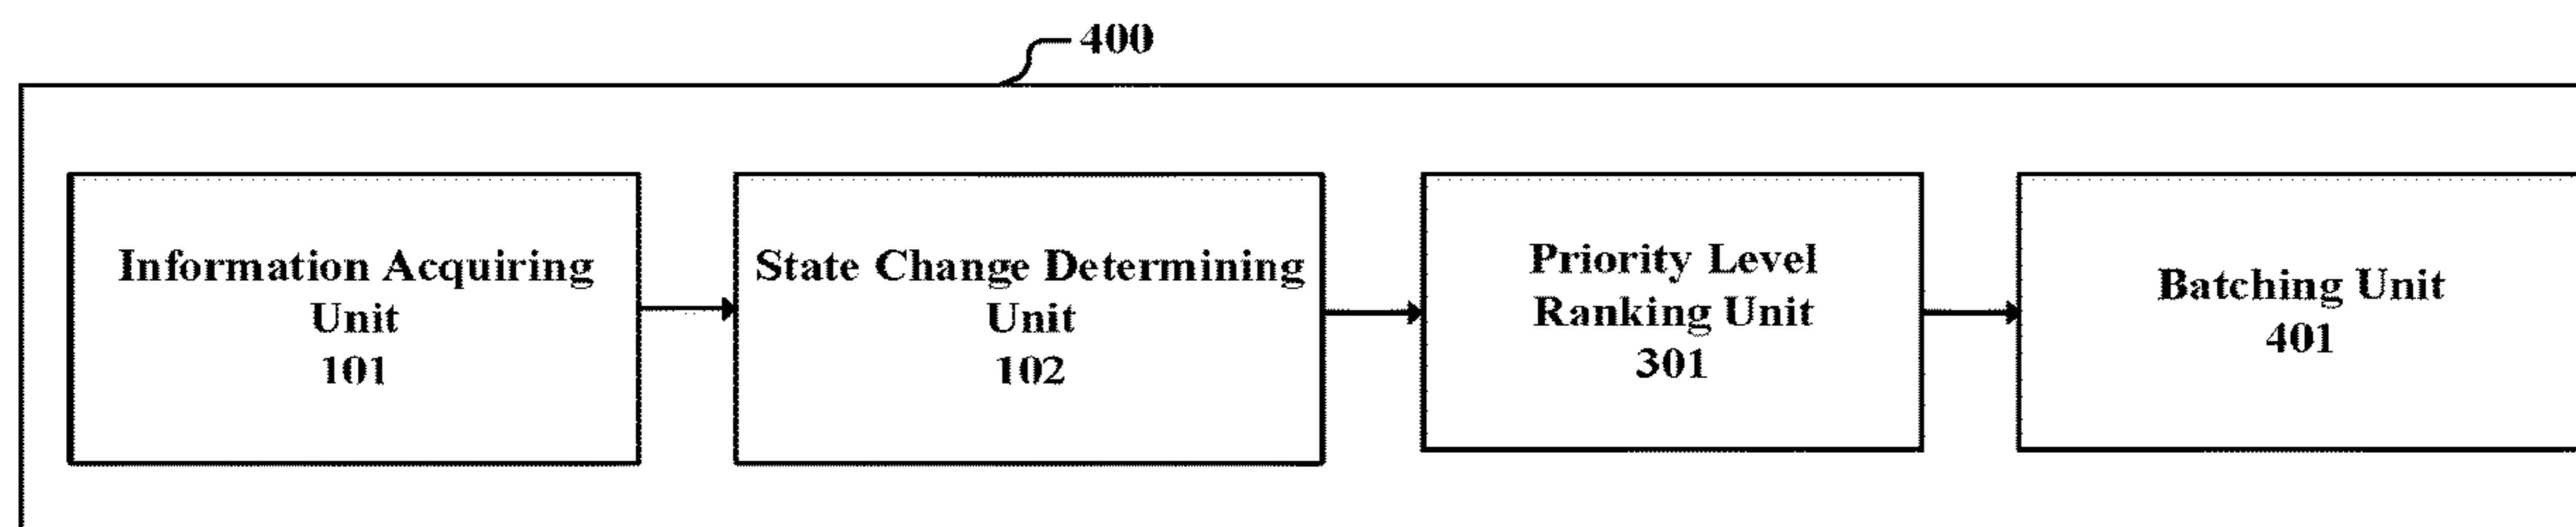 400
Information Acquiring
Unit
101
State Change Determining
Unit
102
Priority Level
Ranking Unit
301
Batching Unit
401